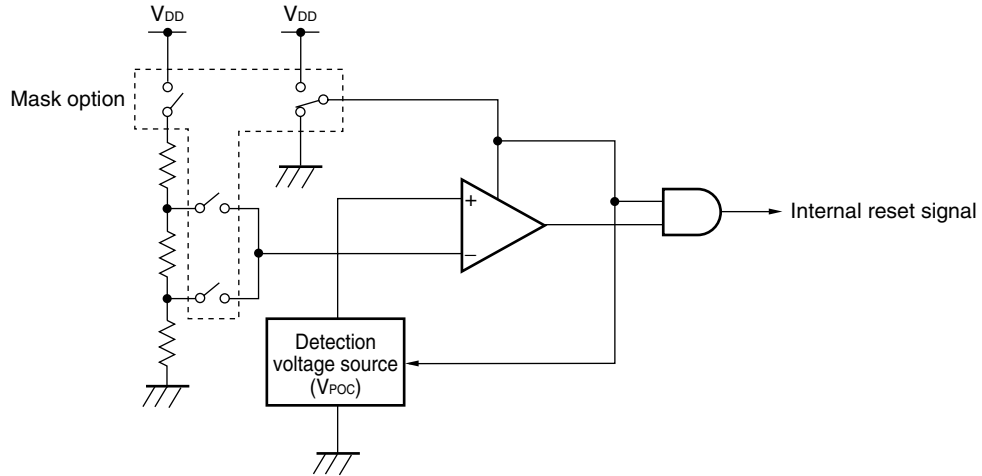 VDD
VDD
Mask option
+
−
Internal reset signal
Detection
voltage source
(VPOC)